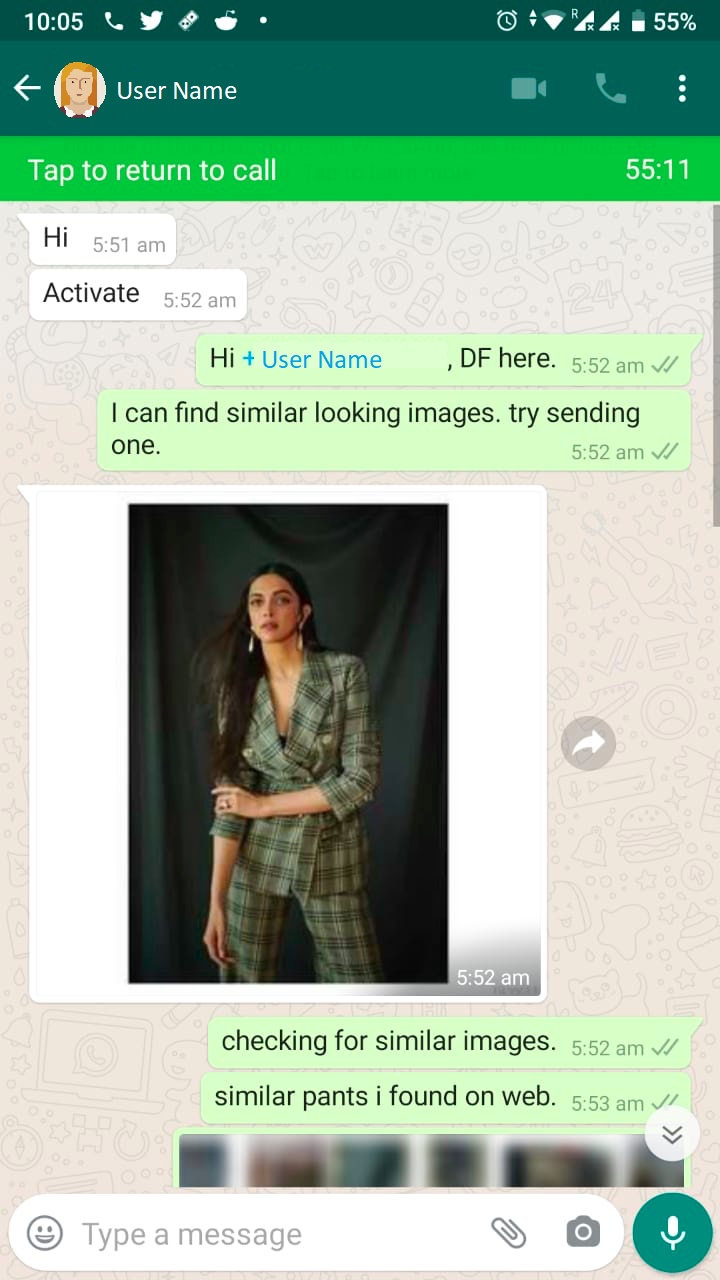 10:05
R
55%
User Name
Tap to return to call
55:11
Hi
5:51 am
Activate
5:52 am
Hi + User Name , DF here.
5:52 am
I can find similar looking images. try sending
one.
5:52 am
5:52 am
checking for similar images.
5:52 am
similar pants i found on web.
5:53 am
Type a message